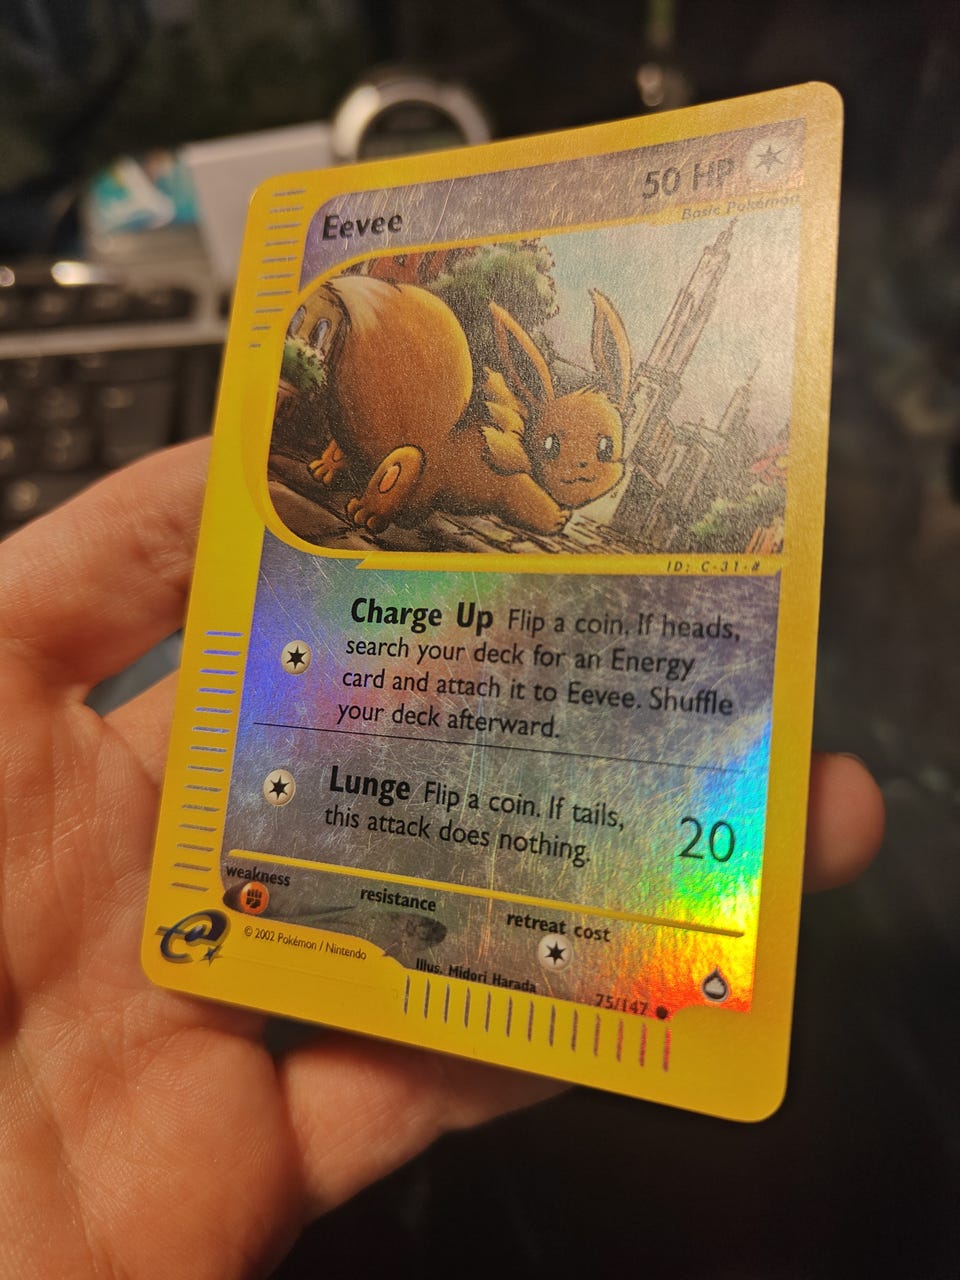 50 HP
Eevee
Basic Pokémon
ID: C-31-#
Charge Up Flip a coin. If heads,
search your deck for an Energy
card and attach it to Eevee. Shuffle
your deck afterward.
Lunge Flip a coin. If tails,
this attack does nothing.
20
weakness
resistance
retreat cost
© 2002 Pokémon / Nintendo
Illus. Midori Harada
75/147